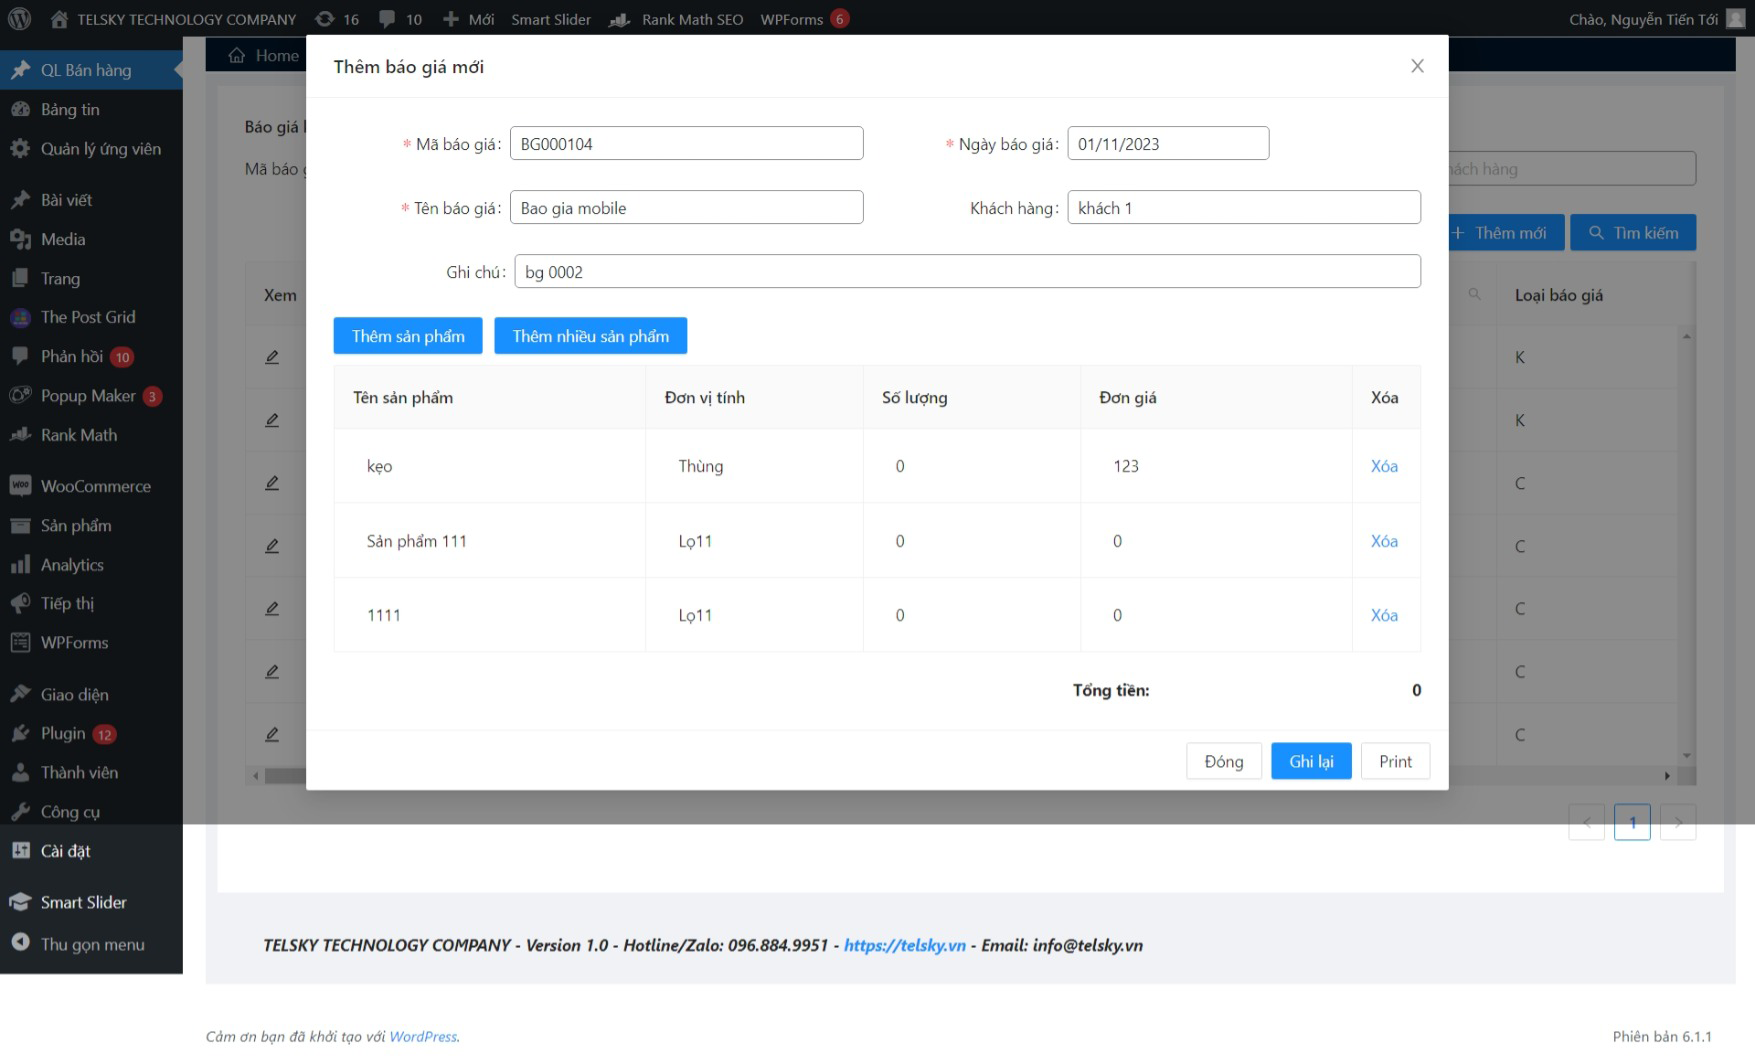 TELSKY TECHNOLOGY COMPANY 16 10 Mới Smart Slider Rank Math SEO WPForms 6 Chào, Nguyễn Tiến Tới
QL Bán hàng
Bảng tin
Quản lý ứng viên
Bài viết
Media
Trang
The Post Grid
Phản hồi 10
Popup Maker 3
Rank Math
WooCommerce
Sản phẩm
Analytics
Tiếp thị
WPForms
Giao diện
Plugin 12
Thành viên
Công cụ
Cài đặt
Smart Slider
Thu gọn menu
Home
Báo giá
Mã báo
hách hàng
Thêm mới Tìm kiếm
Xem Loại báo giá
K
K
C
C
C
C
C
Thêm báo giá mới
* Mã báo giá: BG000104 * Ngày báo giá: 01/11/2023
* Tên báo giá: Bao gia mobile Khách hàng: khách 1
Ghi chú: bg 0002
Thêm sản phẩm Thêm nhiều sản phẩm
Tên sản phẩm Đơn vị tính Số lượng Đơn giá Xóa
kẹo Thùng 0 123 Xóa
Sản phẩm 111 Lọ11 0 0 Xóa
1111 Lọ11 0 0 Xóa
Tổng tiền: 0
Đóng Ghi lại Print
< 1 >
TELSKY TECHNOLOGY COMPANY - Version 1.0 - Hotline/Zalo: 096.884.9951 - https://telsky.vn - Email: info@telsky.vn
Cảm ơn bạn đã khởi tạo với WordPress. Phiên bản 6.1.1